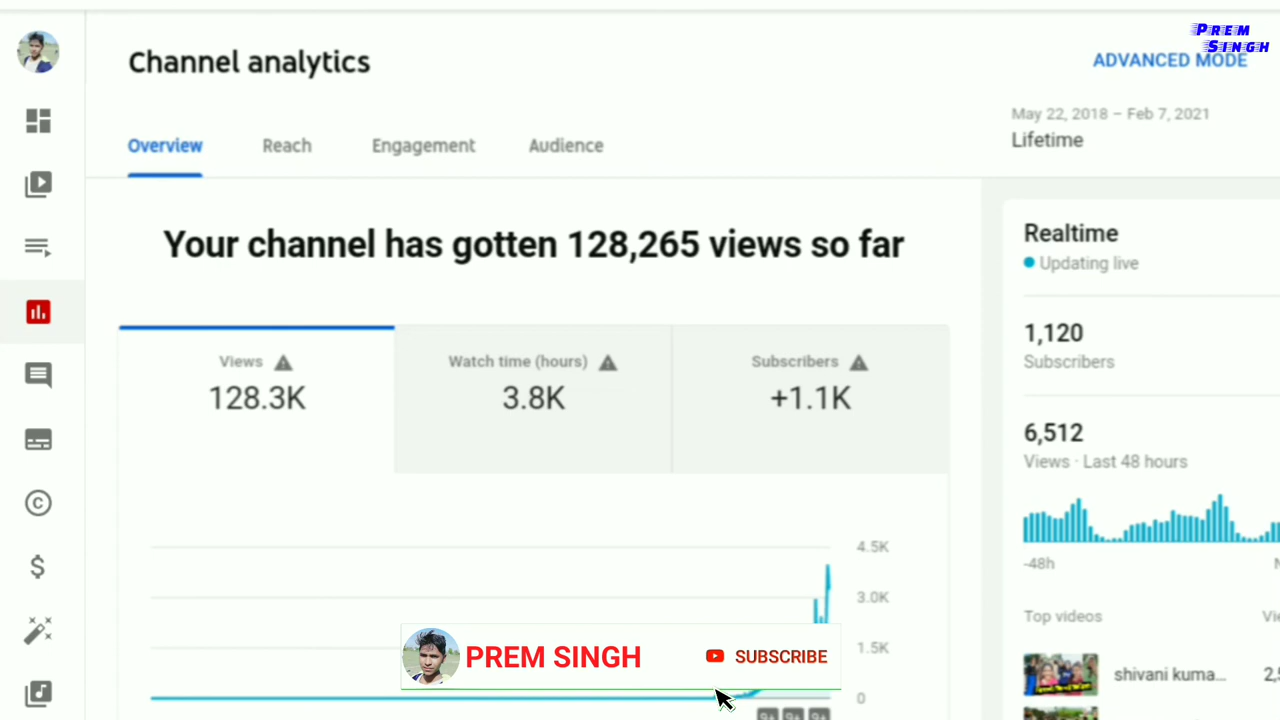 PREM
SINGH
Channel analytics
ADVANCED MODE
May 22, 2018 – Feb 7, 2021
Lifetime
Overview Reach Engagement Audience
Your channel has gotten 128,265 views so far
Realtime
Updating live
Views Watch time (hours) Subscribers
128.3K 3.8K +1.1K
1,120
Subscribers
6,512
Views · Last 48 hours
4.5K
3.0K
1.5K
0
-48h
Top videos
shivani kuma...
PREM SINGH SUBSCRIBE
9+ 9+ 9+